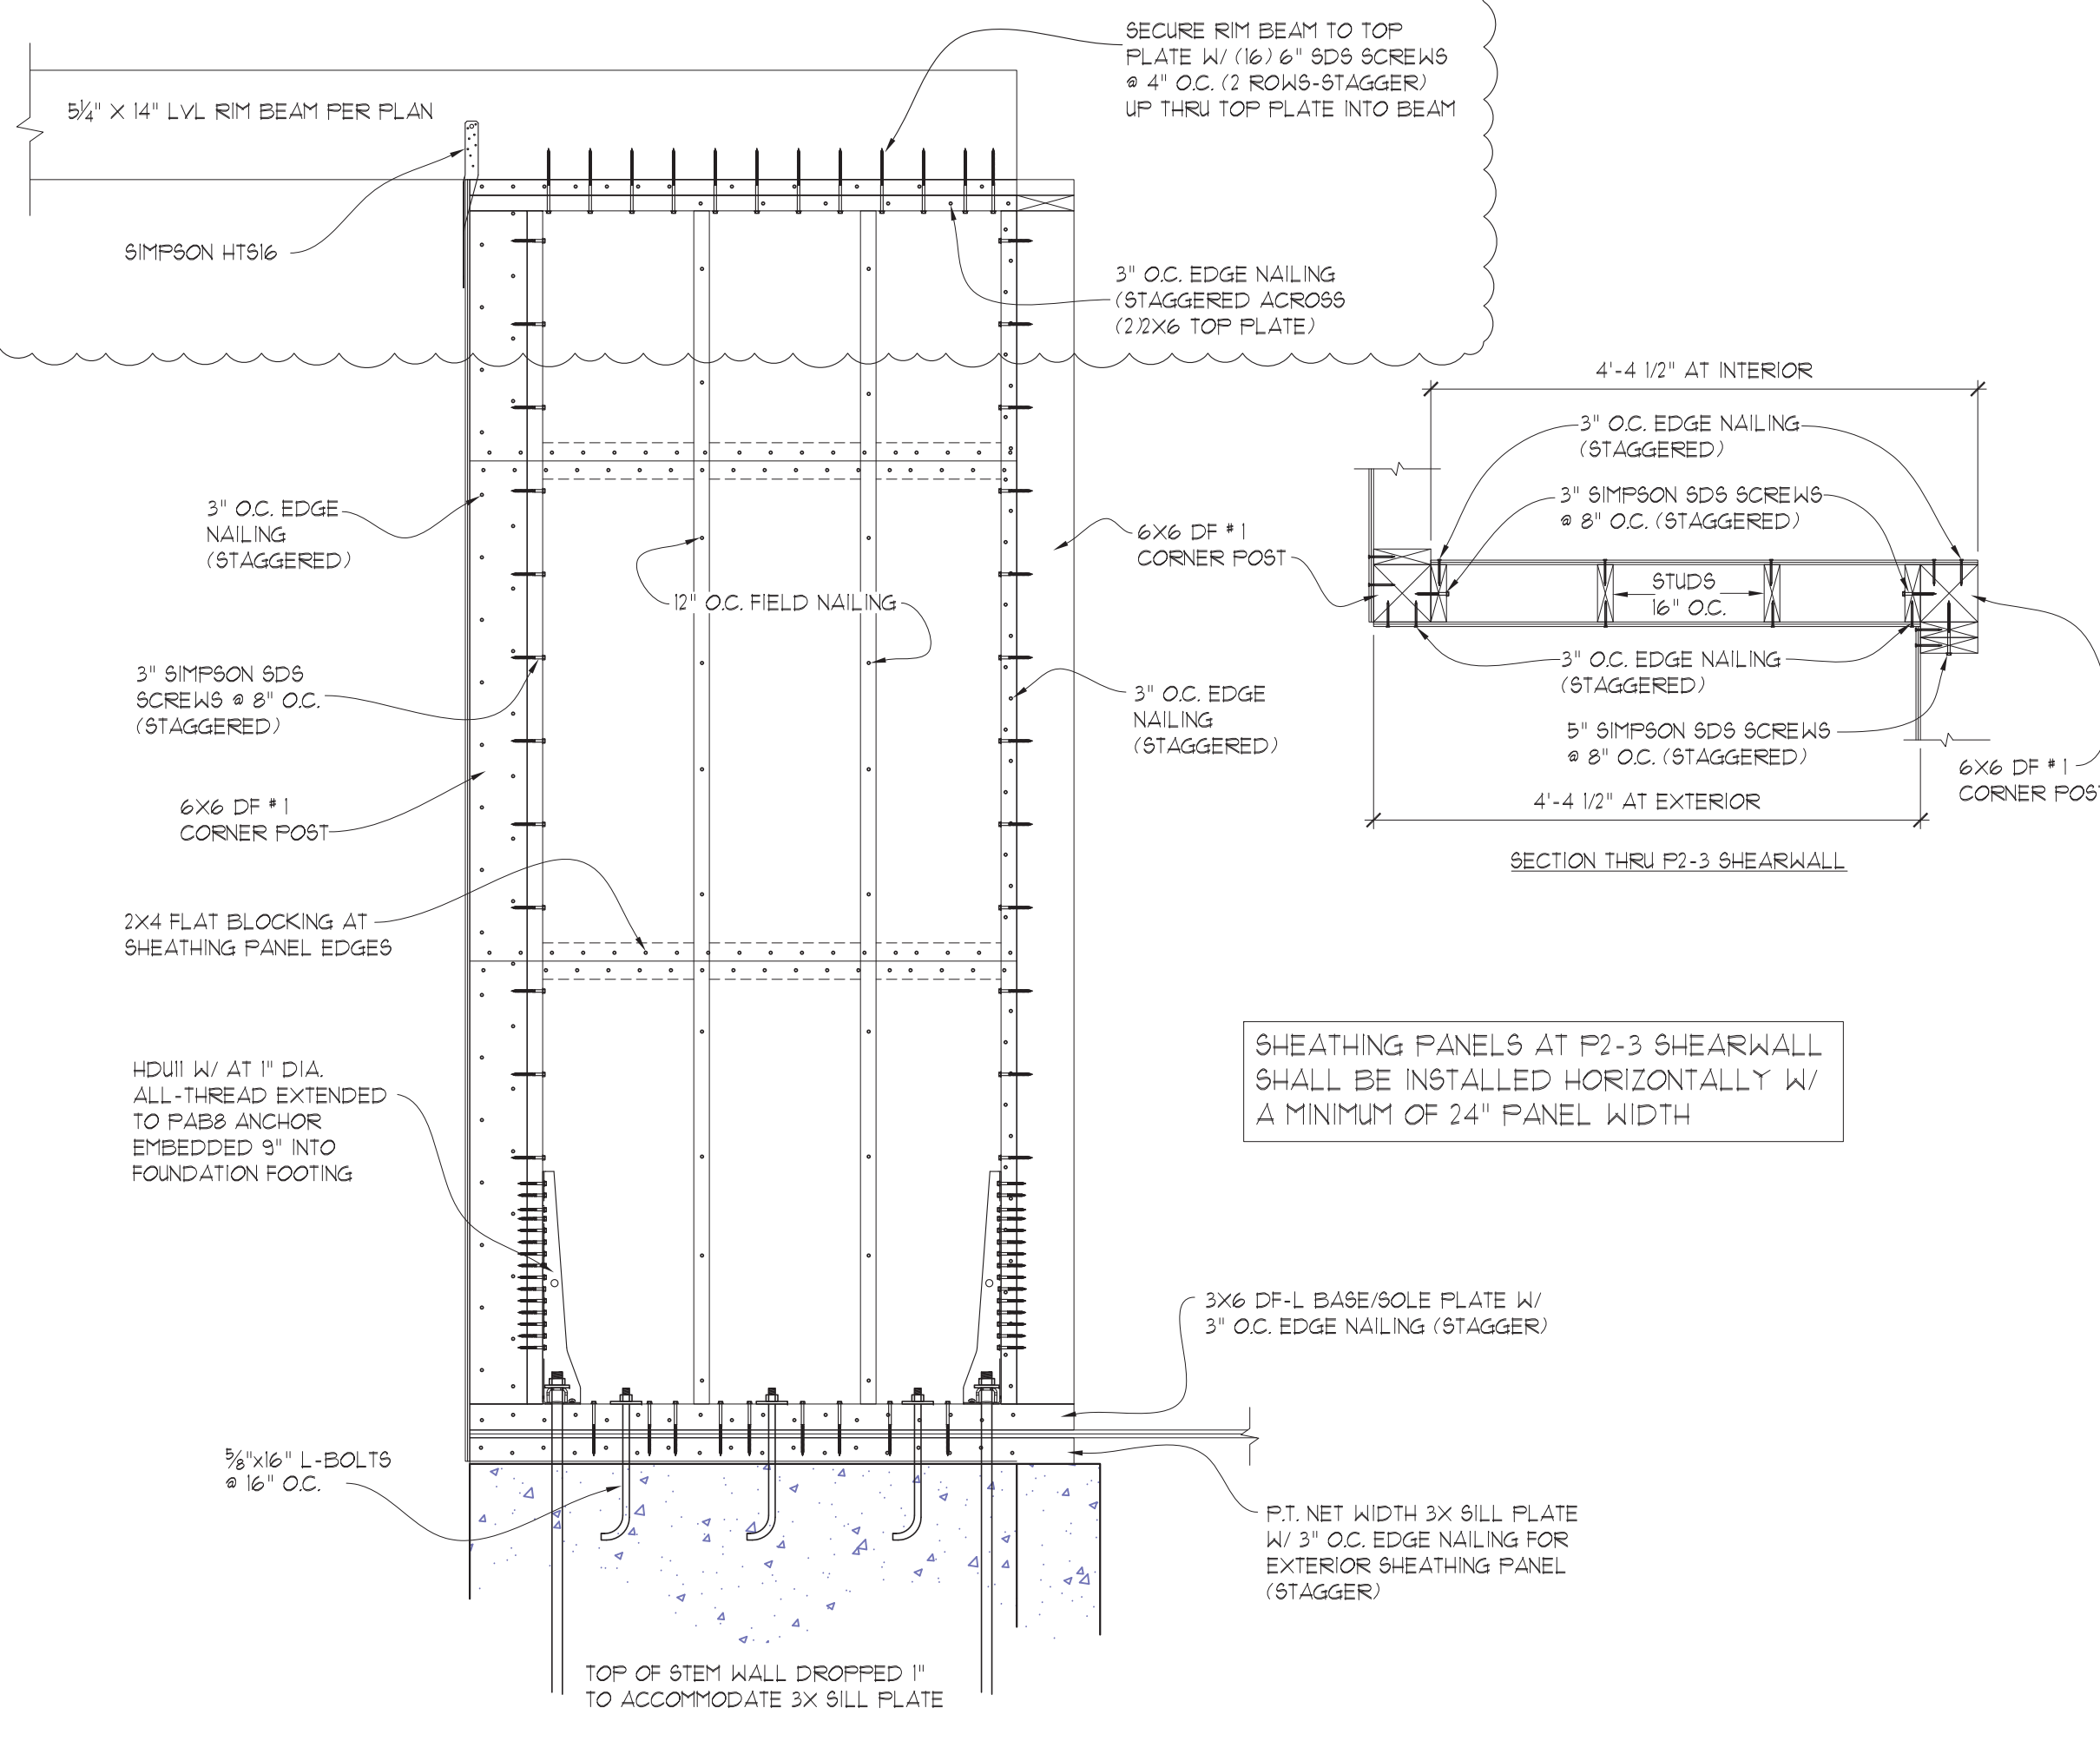 SECURE RIM BEAM TO TOP
PLATE W/ (16) 6" SDS SCREWS
@ 4" O.C. (2 ROWS-STAGGER)
UP THRU TOP PLATE INTO BEAM
5¼" X 14" LVL RIM BEAM PER PLAN
SIMPSON HTS16
3" O.C. EDGE NAILING
(STAGGERED ACROSS
(2)2X6 TOP PLATE)
4'-4 1/2" AT INTERIOR
3" O.C. EDGE NAILING
(STAGGERED)
3" SIMPSON SDS SCREWS
@ 8" O.C. (STAGGERED)
3" O.C. EDGE
NAILING
(STAGGERED)
6X6 DF #1
CORNER POST
STUDS
16" O.C.
12" O.C. FIELD NAILING
3" O.C. EDGE NAILING
(STAGGERED)
3" SIMPSON SDS
SCREWS @ 8" O.C.
(STAGGERED)
3" O.C. EDGE
NAILING
(STAGGERED)
5" SIMPSON SDS SCREWS
@ 8" O.C. (STAGGERED)
6X6 DF #1
CORNER POST
6X6 DF #1
CORNER POST
4'-4 1/2" AT EXTERIOR
SECTION THRU P2-3 SHEARWALL
2X4 FLAT BLOCKING AT
SHEATHING PANEL EDGES
SHEATHING PANELS AT P2-3 SHEARWALL
SHALL BE INSTALLED HORIZONTALLY W/
A MINIMUM OF 24" PANEL WIDTH
HDU11 W/ AT 1" DIA.
ALL-THREAD EXTENDED
TO PAB8 ANCHOR
EMBEDDED 9" INTO
FOUNDATION FOOTING
3X6 DF-L BASE/SOLE PLATE W/
3" O.C. EDGE NAILING (STAGGER)
⅝"x16" L-BOLTS
@ 16" O.C.
P.T. NET WIDTH 3X SILL PLATE
W/ 3" O.C. EDGE NAILING FOR
EXTERIOR SHEATHING PANEL
(STAGGER)
TOP OF STEM WALL DROPPED 1"
TO ACCOMMODATE 3X SILL PLATE